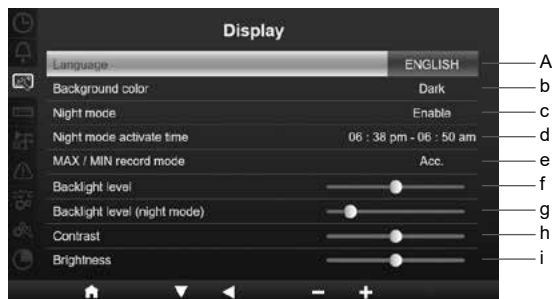 Display
Language ENGLISH A
Background color Dark b
Night mode Enable c
Night mode activate time 06 : 38 pm - 06 : 50 am d
MAX / MIN record mode Acc. e
Backlight level f
Backlight level (night mode) g
Contrast h
Brightness i